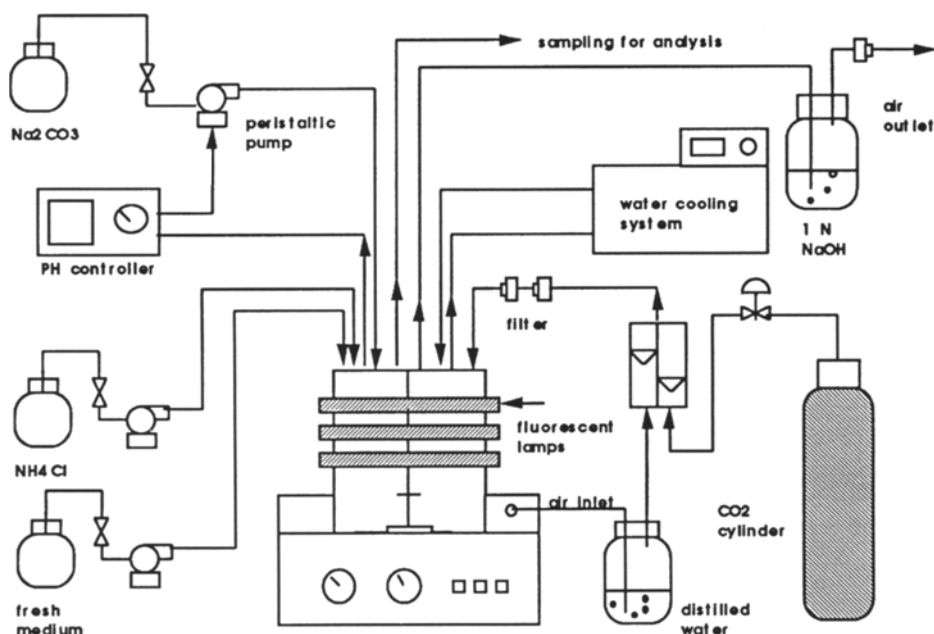 sampling for analysis
Na2 CO3
peristaltic
pump
air
outlet
water cooling
system
1 N
NaOH
PH controller
filter
fluorescent
lamps
NH4 Cl
air inlet
CO2
cylinder
fresh
medium
distilled
water